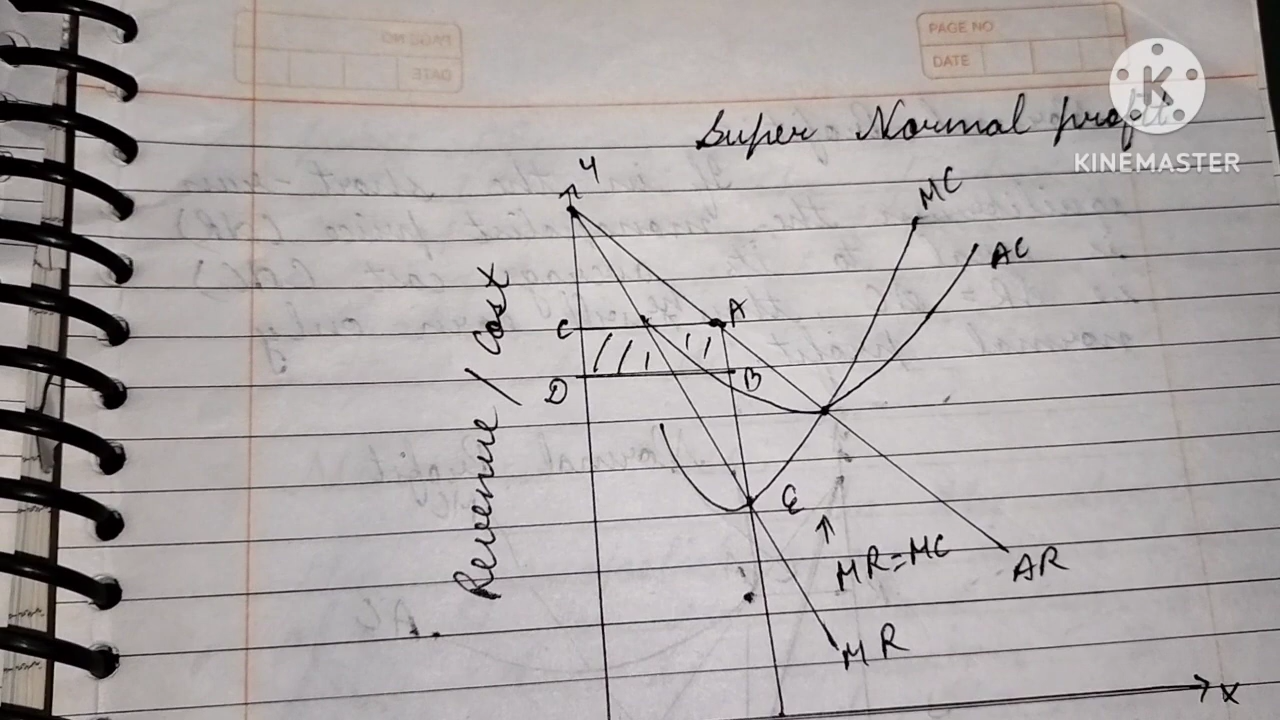 PAGE NO
DATE
Super Normal profit
KINEMASTER
Y
MC
AC
Revenue / Cost
C
A
D
B
E
MR=MC
AR
MR
X